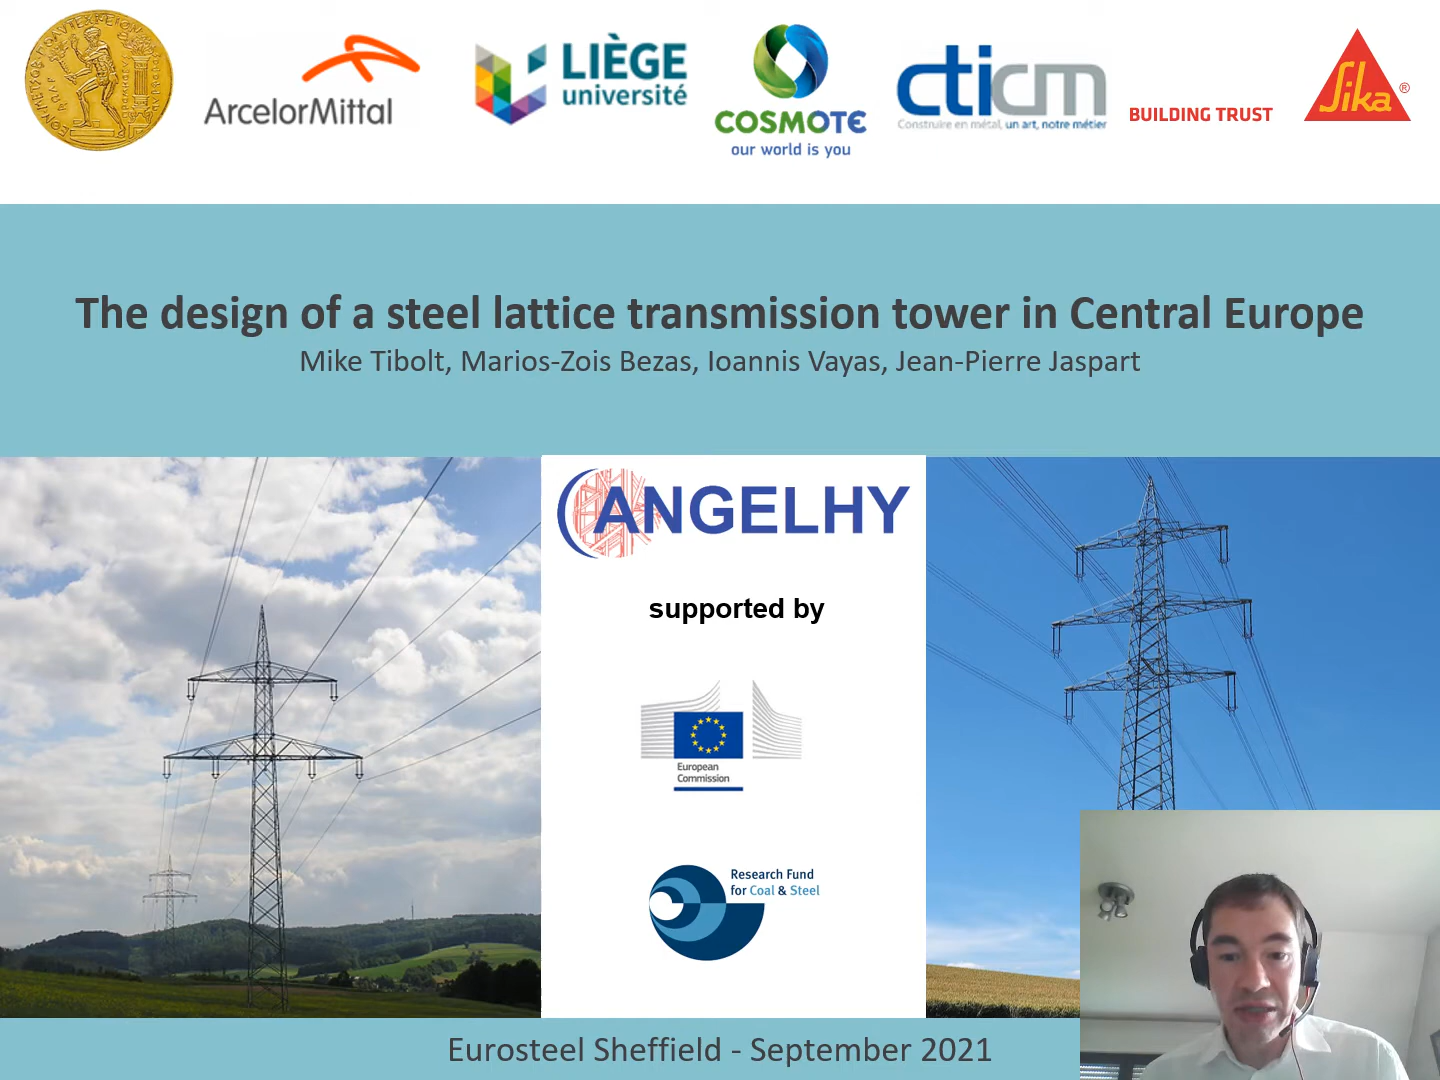 ArcelorMittal
LIÈGE
université
COSMOTE
our world is you
cticm
Construire en métal, un art, notre métier
BUILDING TRUST
Sika
®
The design of a steel lattice transmission tower in Central Europe
Mike Tibolt, Marios-Zois Bezas, Ioannis Vayas, Jean-Pierre Jaspart
ANGELHY
supported by
European
Commission
Research Fund
for Coal & Steel
Eurosteel Sheffield - September 2021